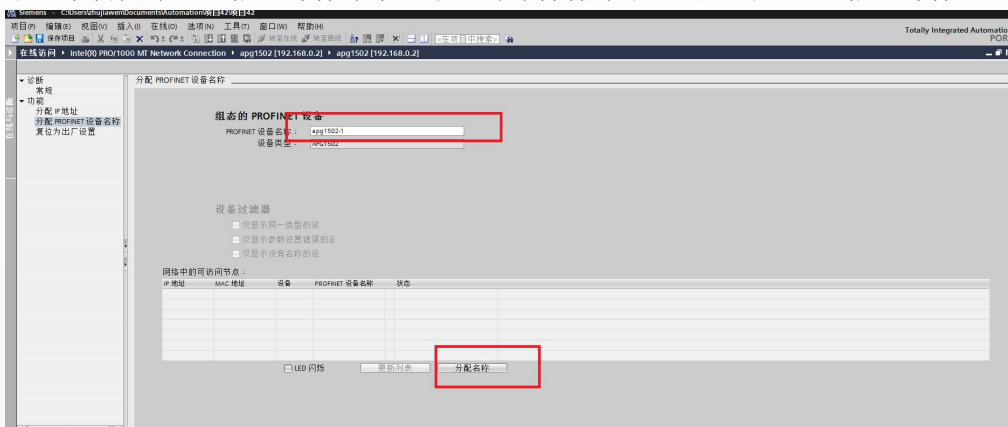 Siemens - C:\Users\zhujiawen\Documents\Automation\项目42\项目42
项目(P) 编辑(E) 视图(V) 插入(I) 在线(O) 选项(N) 工具(T) 窗口(W) 帮助(H)
Totally Integrated Automatio
POR
保存项目 转至在线 转至离线 <在项目中搜索>
在线访问 Intel(R) PRO/1000 MT Network Connection apg1502 [192.168.0.2] apg1502 [192.168.0.2]
诊断
常规
功能
分配 IP 地址
分配 PROFINET 设备名称
复位为出厂设置
分配 PROFINET 设备名称
组态的 PROFINET 设备
PROFINET 设备名称： apg1502-1
设备类型： APG1502
设备过滤器
仅显示同一类型的设
仅显示参数设置错误的设
仅显示没有名称的设
网络中的可访问节点：
IP 地址 MAC 地址 设备 PROFINET 设备名称 状态
LED 闪烁 更新列表 分配名称